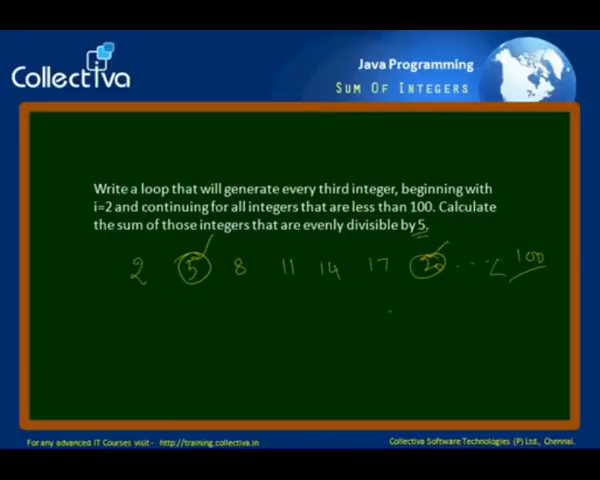 Collectiva
Java Programming
SUM OF INTEGERS
Write a loop that will generate every third integer, beginning with
i=2 and continuing for all integers that are less than 100. Calculate
the sum of those integers that are evenly divisible by 5.
2 5 8 11 14 17 20 ... < 100
For any advanced IT Courses visit - http://training.collectiva.in
Collectiva Software Technologies (P) Ltd., Chennai.